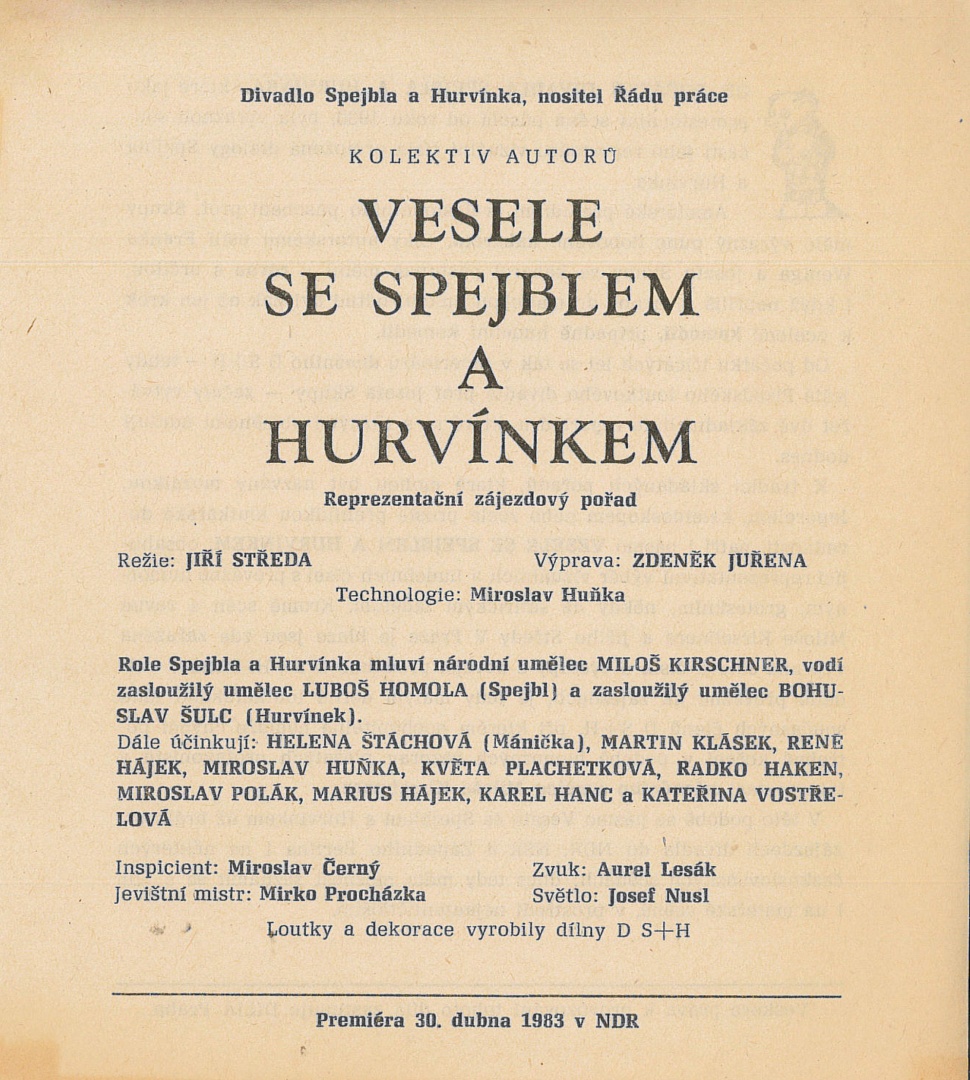 Divadlo Spejbla a Hurvínka, nositel Řádu práce
KOLEKTIV AUTORŮ
VESELE
SE SPEJBLEM
A
HURVÍNKEM
Reprezentační zájezdový pořad
Režie: JIŘÍ STŘEDA Výprava: ZDENĚK JUŘENA
Technologie: Miroslav Huňka
Role Spejbla a Hurvínka mluví národní umělec MILOŠ KIRSCHNER, vodí
zasloužilý umělec LUBOŠ HOMOLA (Spejbl) a zasloužilý umělec BOHU-
SLAV ŠULC (Hurvínek).
Dále účinkují: HELENA ŠTÁCHOVÁ (Mánička), MARTIN KLÁSEK, RENÉ
HÁJEK, MIROSLAV HUŇKA, KVĚTA PLACHETKOVÁ, RADKO HAKEN,
MIROSLAV POLÁK, MARIUS HÁJEK, KAREL HANC a KATEŘINA VOSTŘE-
LOVÁ
Inspicient: Miroslav Černý Zvuk: Aurel Lesák
Jevištní mistr: Mirko Procházka Světlo: Josef Nusl
Loutky a dekorace vyrobily dílny D S+H
Premiéra 30. dubna 1983 v NDR